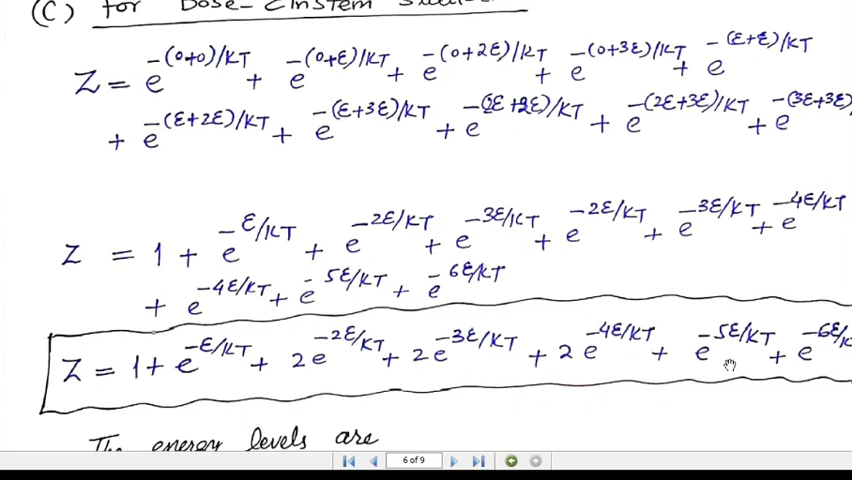 (C) For Bose-Einstein
Z = e^{-(0+0)/KT} + e^{-(0+ε)/KT} + e^{-(0+2ε)/KT} + e^{-(0+3ε)/KT} + e^{-(ε+ε)/KT}
+ e^{-(ε+2ε)/KT} + e^{-(ε+3ε)/KT} + e^{-(2ε+2ε)/KT} + e^{-(2ε+3ε)/KT} + e^{-(3ε+3ε)/
Z = 1 + e^{-ε/KT} + e^{-2ε/KT} + e^{-3ε/KT} + e^{-2ε/KT} + e^{-3ε/KT} + e^{-4ε/KT}
+ e^{-4ε/KT} + e^{-5ε/KT} + e^{-6ε/KT}
Z = 1 + e^{-ε/KT} + 2e^{-2ε/KT} + 2e^{-3ε/KT} + 2e^{-4ε/KT} + e^{-5ε/KT} + e^{-6ε/K
The energy levels are
6 of 9